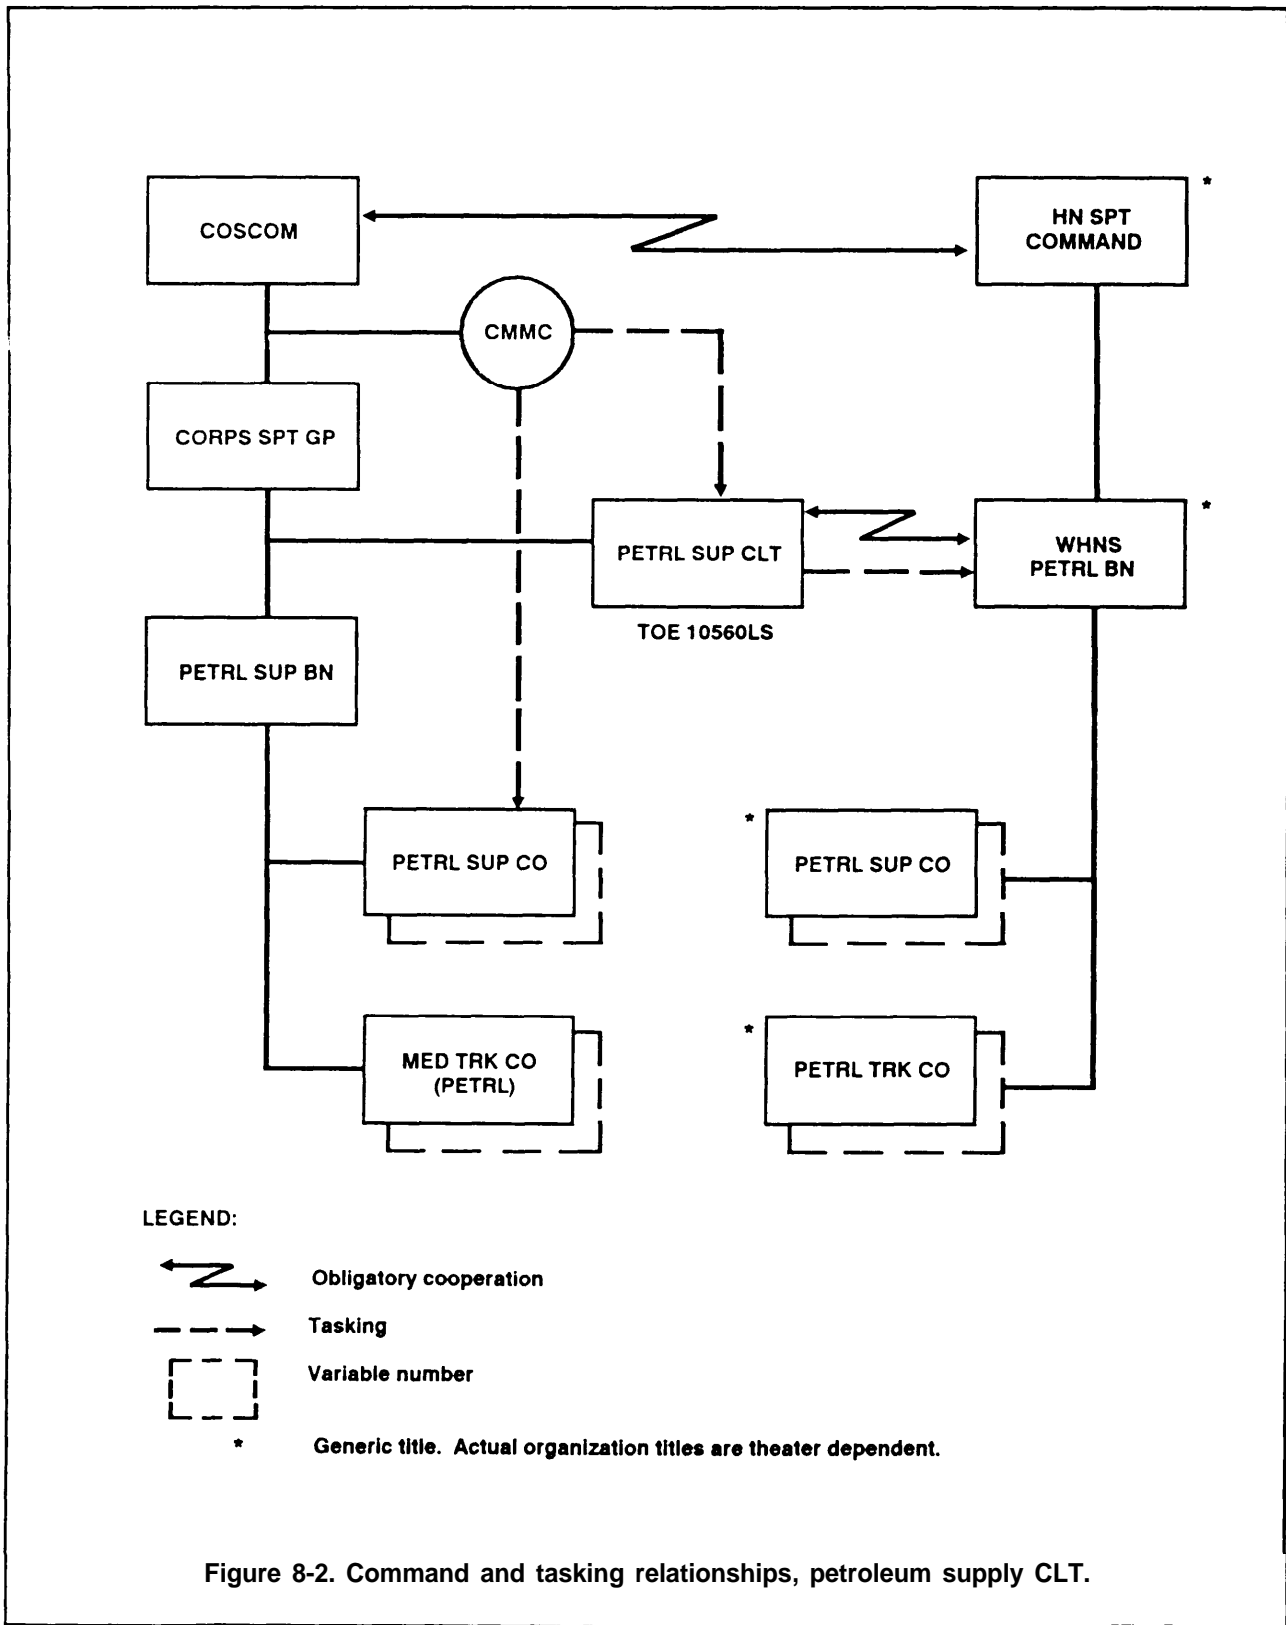 COSCOM
HN SPT
COMMAND
*
CMMC
CORPS SPT GP
PETRL SUP CLT
TOE 10560LS
WHNS
PETRL BN
*
PETRL SUP BN
PETRL SUP CO
*
PETRL SUP CO
MED TRK CO
(PETRL)
*
PETRL TRK CO
LEGEND:
Obligatory cooperation
Tasking
Variable number
* Generic title. Actual organization titles are theater dependent.
Figure 8-2. Command and tasking relationships, petroleum supply CLT.